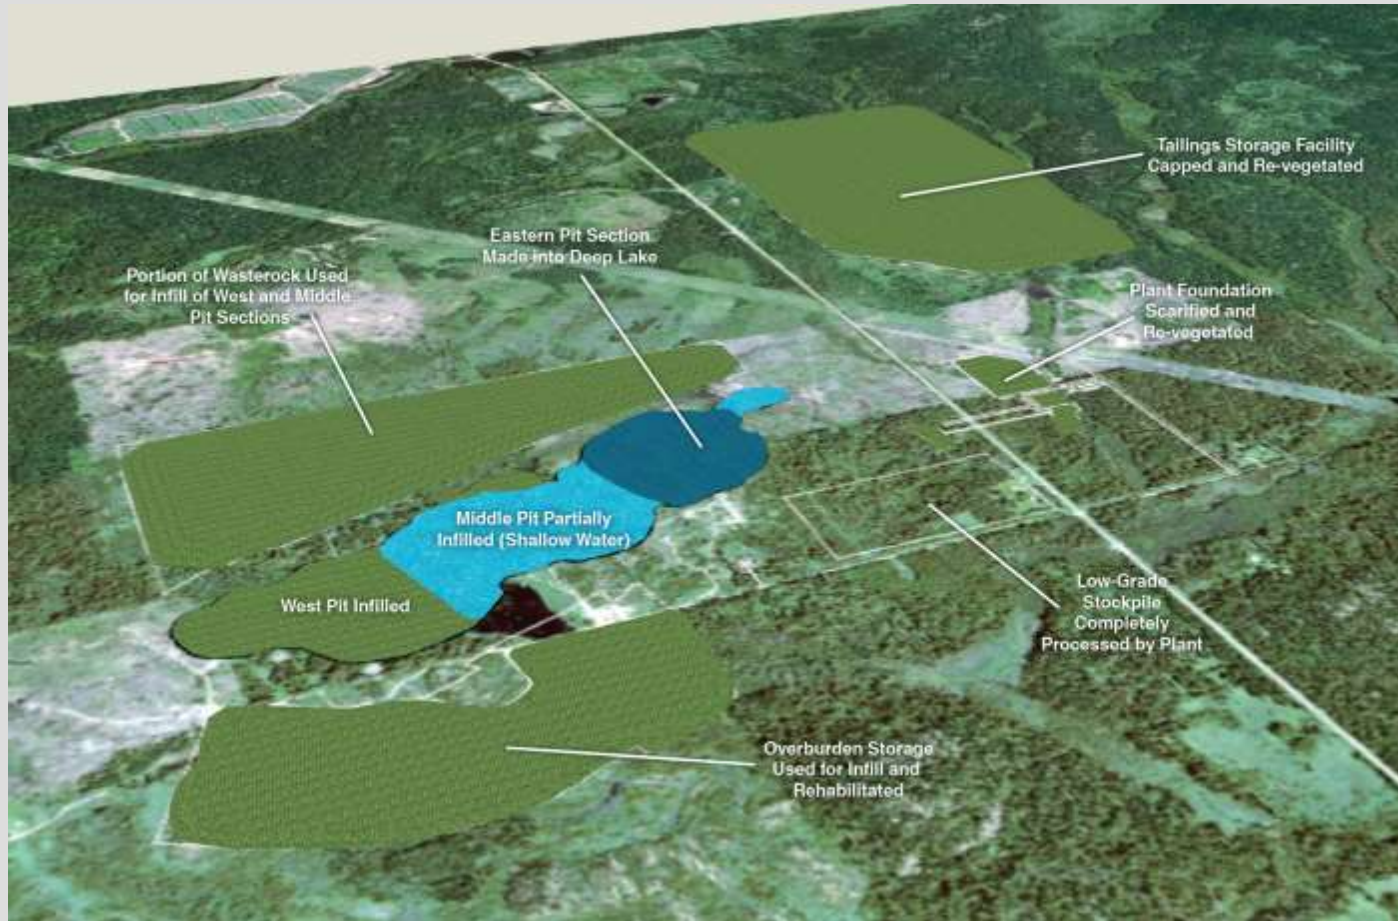 Tailings Storage Facility
Capped and Re-vegetated
Eastern Pit Section
Made into Deep Lake
Portion of Wasterock Used
for Infill of West and Middle
Pit Sections
Plant Foundation
Scarified and
Re-vegetated
Middle Pit Partially
Infilled (Shallow Water)
West Pit Infilled
Low-Grade
Stockpile
Completely
Processed by Plant
Overburden Storage
Used for Infill and
Rehabilitated